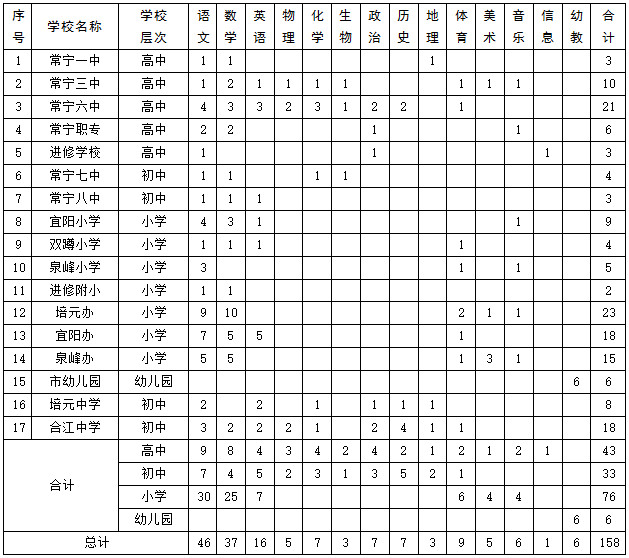 序号 学校名称 学校层次 语文 数学 英语 物理 化学 生物 政治 历史 地理 体育 美术 音乐 信息 幼教 合计
1 常宁一中 高中 1 1 1 3
2 常宁三中 高中 1 2 1 1 1 1 1 1 1 10
3 常宁六中 高中 4 3 3 2 3 1 2 2 1 21
4 常宁职专 高中 2 2 1 1 6
5 进修学校 高中 1 1 1 3
6 常宁七中 初中 1 1 1 1 4
7 常宁八中 初中 1 1 1 3
8 宜阳小学 小学 4 3 1 1 9
9 双蹲小学 小学 1 1 1 1 4
10 泉峰小学 小学 3 1 1 5
11 进修附小 小学 1 1 2
12 培元办 小学 9 10 2 1 1 23
13 宜阳办 小学 7 5 5 1 18
14 泉峰办 小学 5 5 1 3 1 15
15 市幼儿园 幼儿园 6 6
16 培元中学 初中 2 2 1 1 1 1 8
17 合江中学 初中 3 2 2 2 1 2 4 1 1 18
合计 高中 9 8 4 3 4 2 4 2 1 2 1 2 1 43
初中 7 4 5 2 3 1 3 5 2 1 33
小学 30 25 7 6 4 4 76
幼儿园 6 6
总计 46 37 16 5 7 3 7 7 3 9 5 6 1 6 158